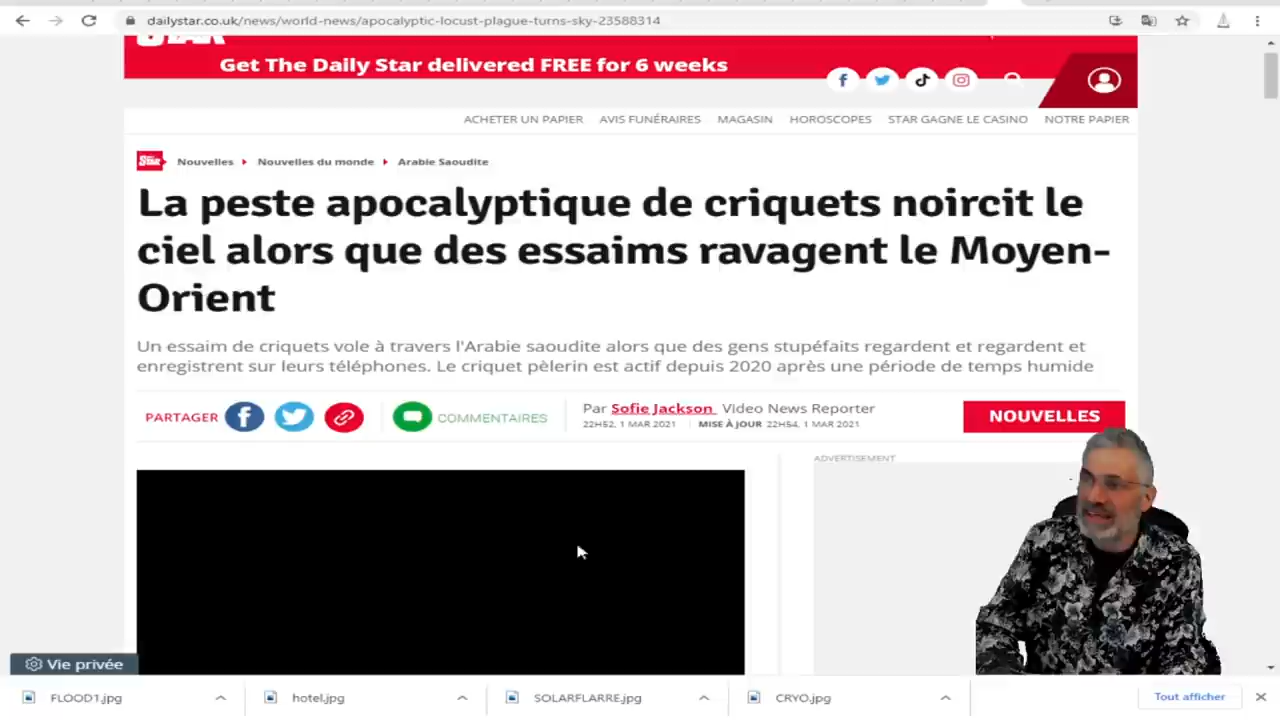 dailystar.co.uk/news/world-news/apocalyptic-locust-plague-turns-sky-23588314
Get The Daily Star delivered FREE for 6 weeks
ACHETER UN PAPIER AVIS FUNÉRAIRES MAGASIN HOROSCOPES STAR GAGNE LE CASINO NOTRE PAPIER
STAR Nouvelles Nouvelles du monde Arabie Saoudite
La peste apocalyptique de criquets noircit le
ciel alors que des essaims ravagent le Moyen-
Orient
Un essaim de criquets vole à travers l'Arabie saoudite alors que des gens stupéfaits regardent et regardent et
enregistrent sur leurs téléphones. Le criquet pèlerin est actif depuis 2020 après une période de temps humide
PARTAGER COMMENTAIRES Par Sofie Jackson Video News Reporter NOUVELLES
22H52, 1 MAR 2021 MISE À JOUR 22H54, 1 MAR 2021
ADVERTISEMENT
Vie privée
FLOOD1.jpg hotel.jpg SOLARFLARRE.jpg CRYO.jpg Tout afficher